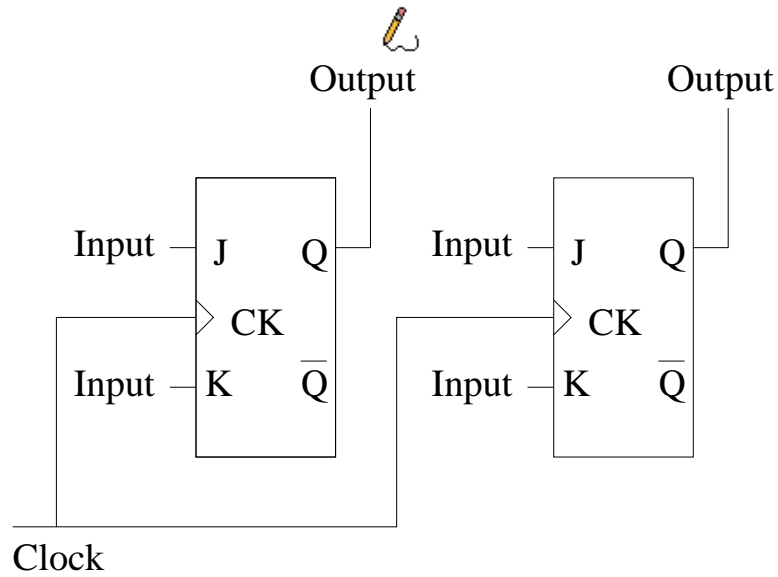 Output Output
Input J Q Input J Q
CK CK
Input K Q̅ Input K Q̅
Clock